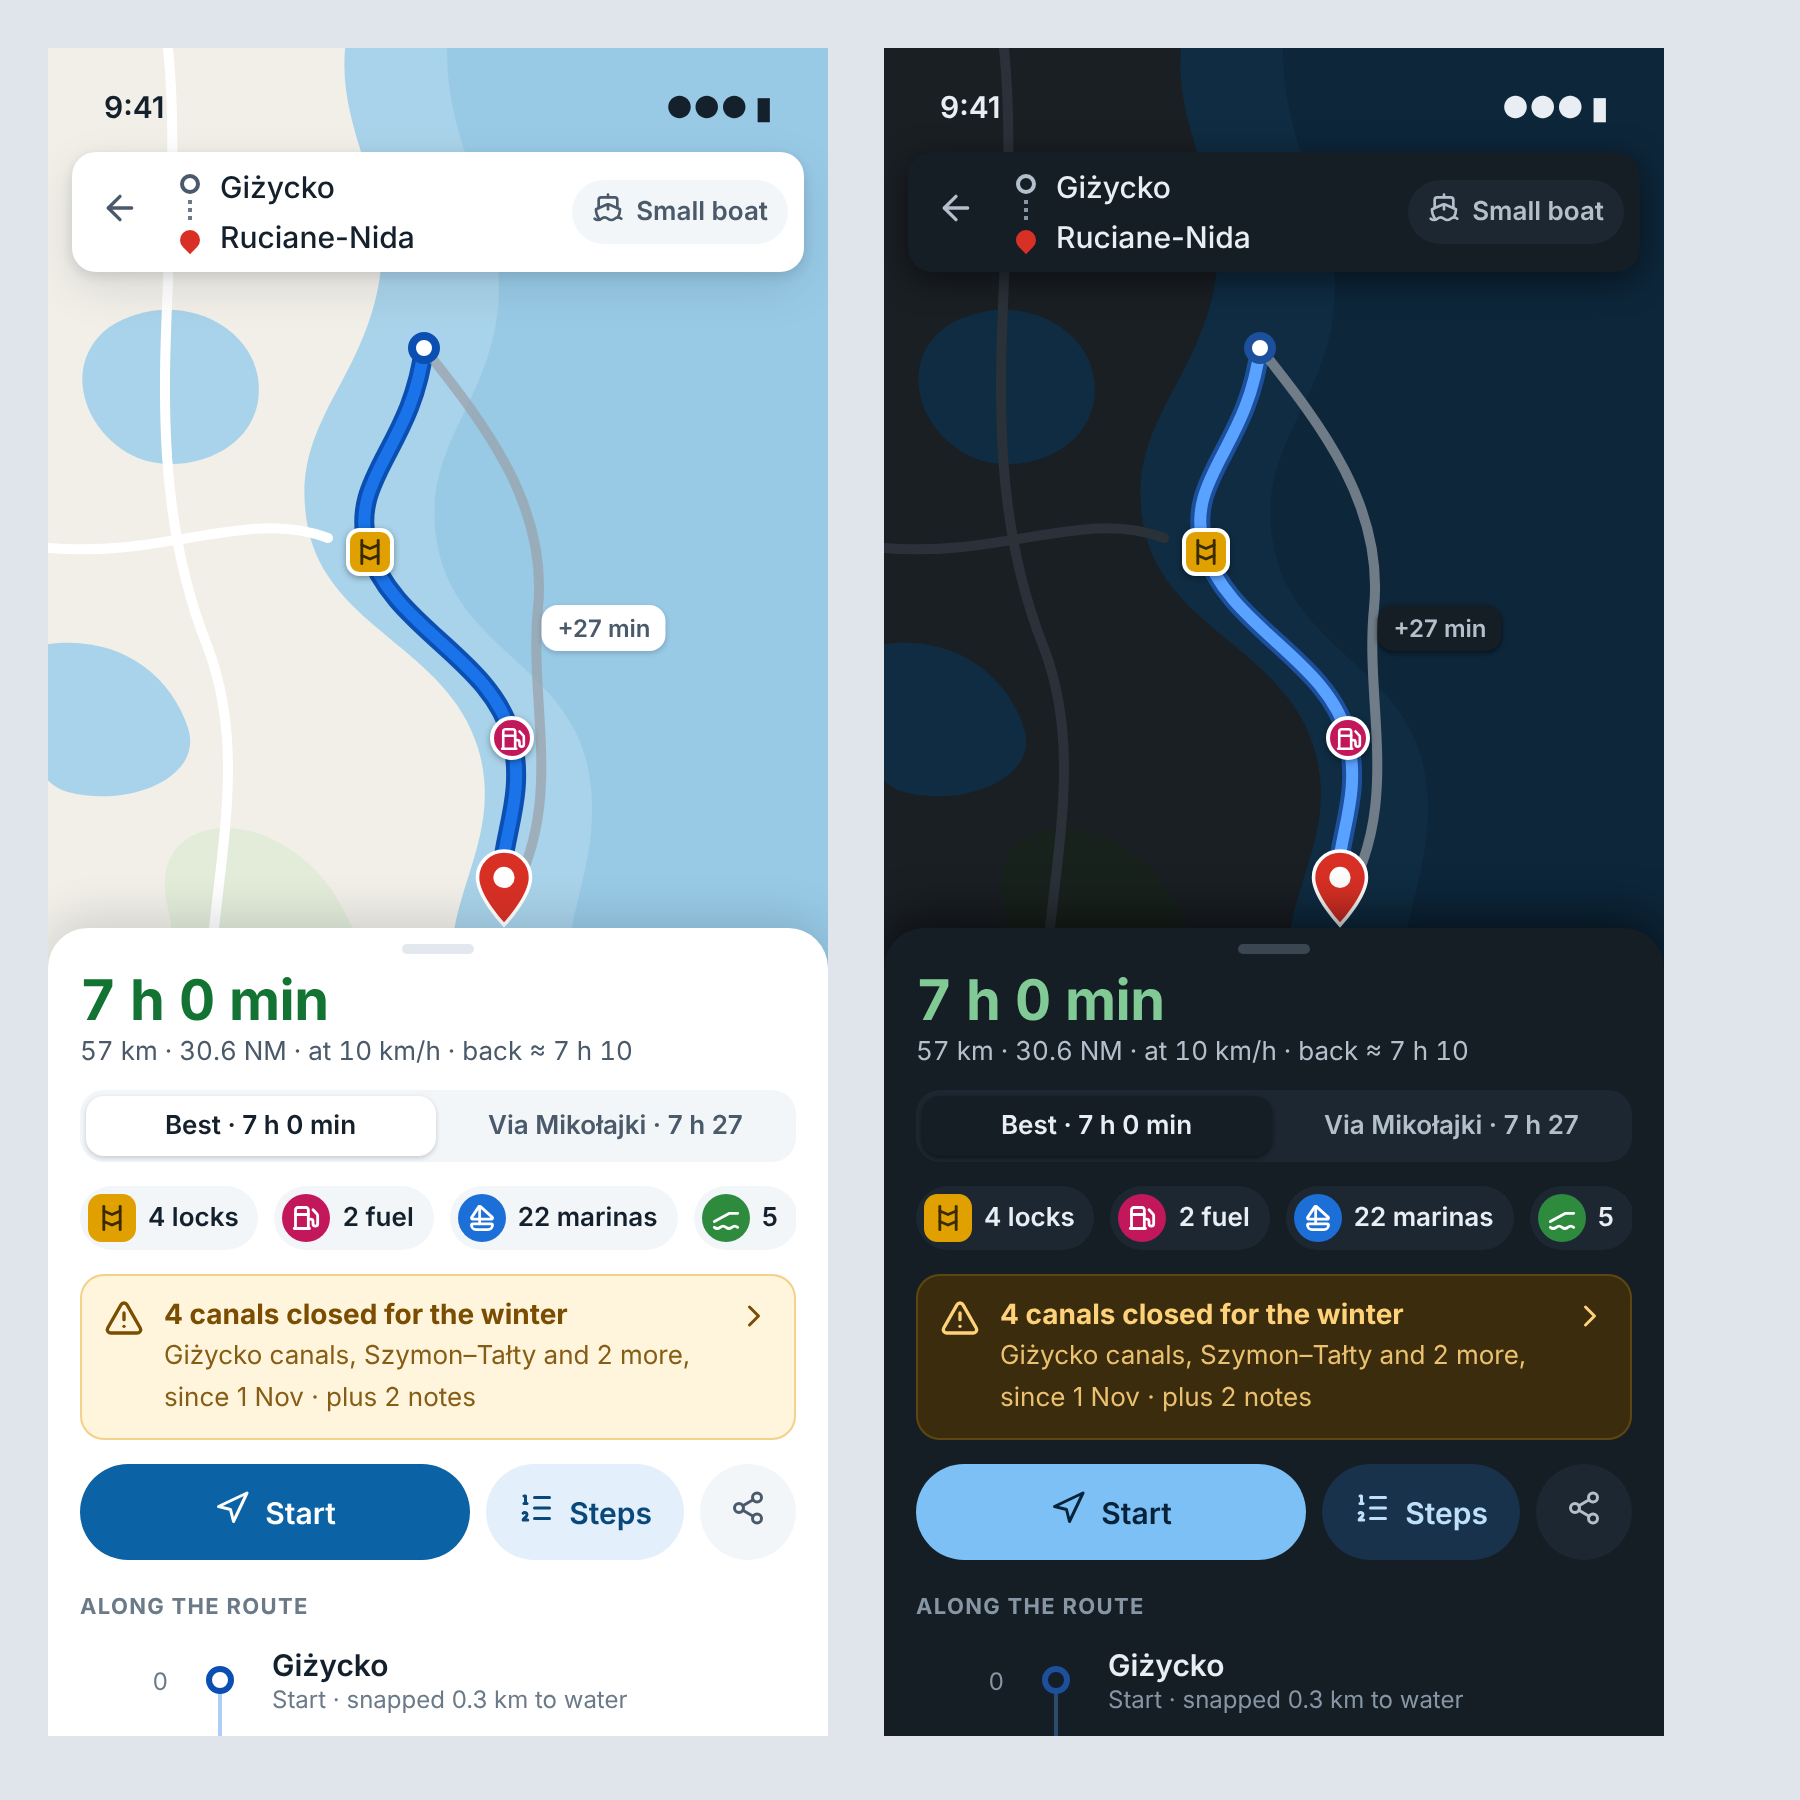 9:41
Giżycko
Ruciane-Nida
Small boat
+27 min
7 h 0 min
57 km · 30.6 NM · at 10 km/h · back ≈ 7 h 10
Best · 7 h 0 min
Via Mikołajki · 7 h 27
4 locks
2 fuel
22 marinas
5
4 canals closed for the winter
Giżycko canals, Szymon–Tałty and 2 more,
since 1 Nov · plus 2 notes
Start
Steps
ALONG THE ROUTE
0
Giżycko
Start · snapped 0.3 km to water
9:41
Giżycko
Ruciane-Nida
Small boat
+27 min
7 h 0 min
57 km · 30.6 NM · at 10 km/h · back ≈ 7 h 10
Best · 7 h 0 min
Via Mikołajki · 7 h 27
4 locks
2 fuel
22 marinas
5
4 canals closed for the winter
Giżycko canals, Szymon–Tałty and 2 more,
since 1 Nov · plus 2 notes
Start
Steps
ALONG THE ROUTE
0
Giżycko
Start · snapped 0.3 km to water